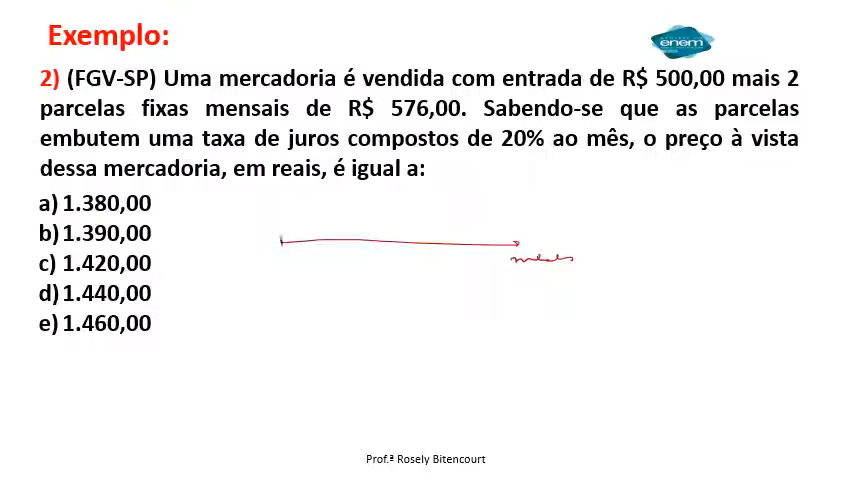 Exemplo:
enem
2) (FGV-SP) Uma mercadoria é vendida com entrada de R$ 500,00 mais 2
parcelas fixas mensais de R$ 576,00. Sabendo-se que as parcelas
embutem uma taxa de juros compostos de 20% ao mês, o preço à vista
dessa mercadoria, em reais, é igual a:
a) 1.380,00
b) 1.390,00
c) 1.420,00
d) 1.440,00
e) 1.460,00
meses
Prof.ª Rosely Bitencourt